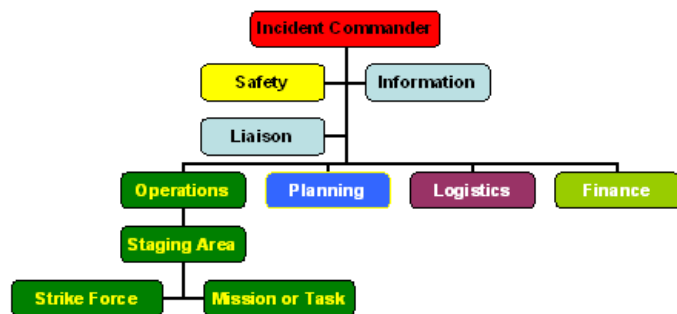 Incident Commander
Safety
Information
Liaison
Operations
Planning
Logistics
Finance
Staging Area
Strike Force
Mission or Task